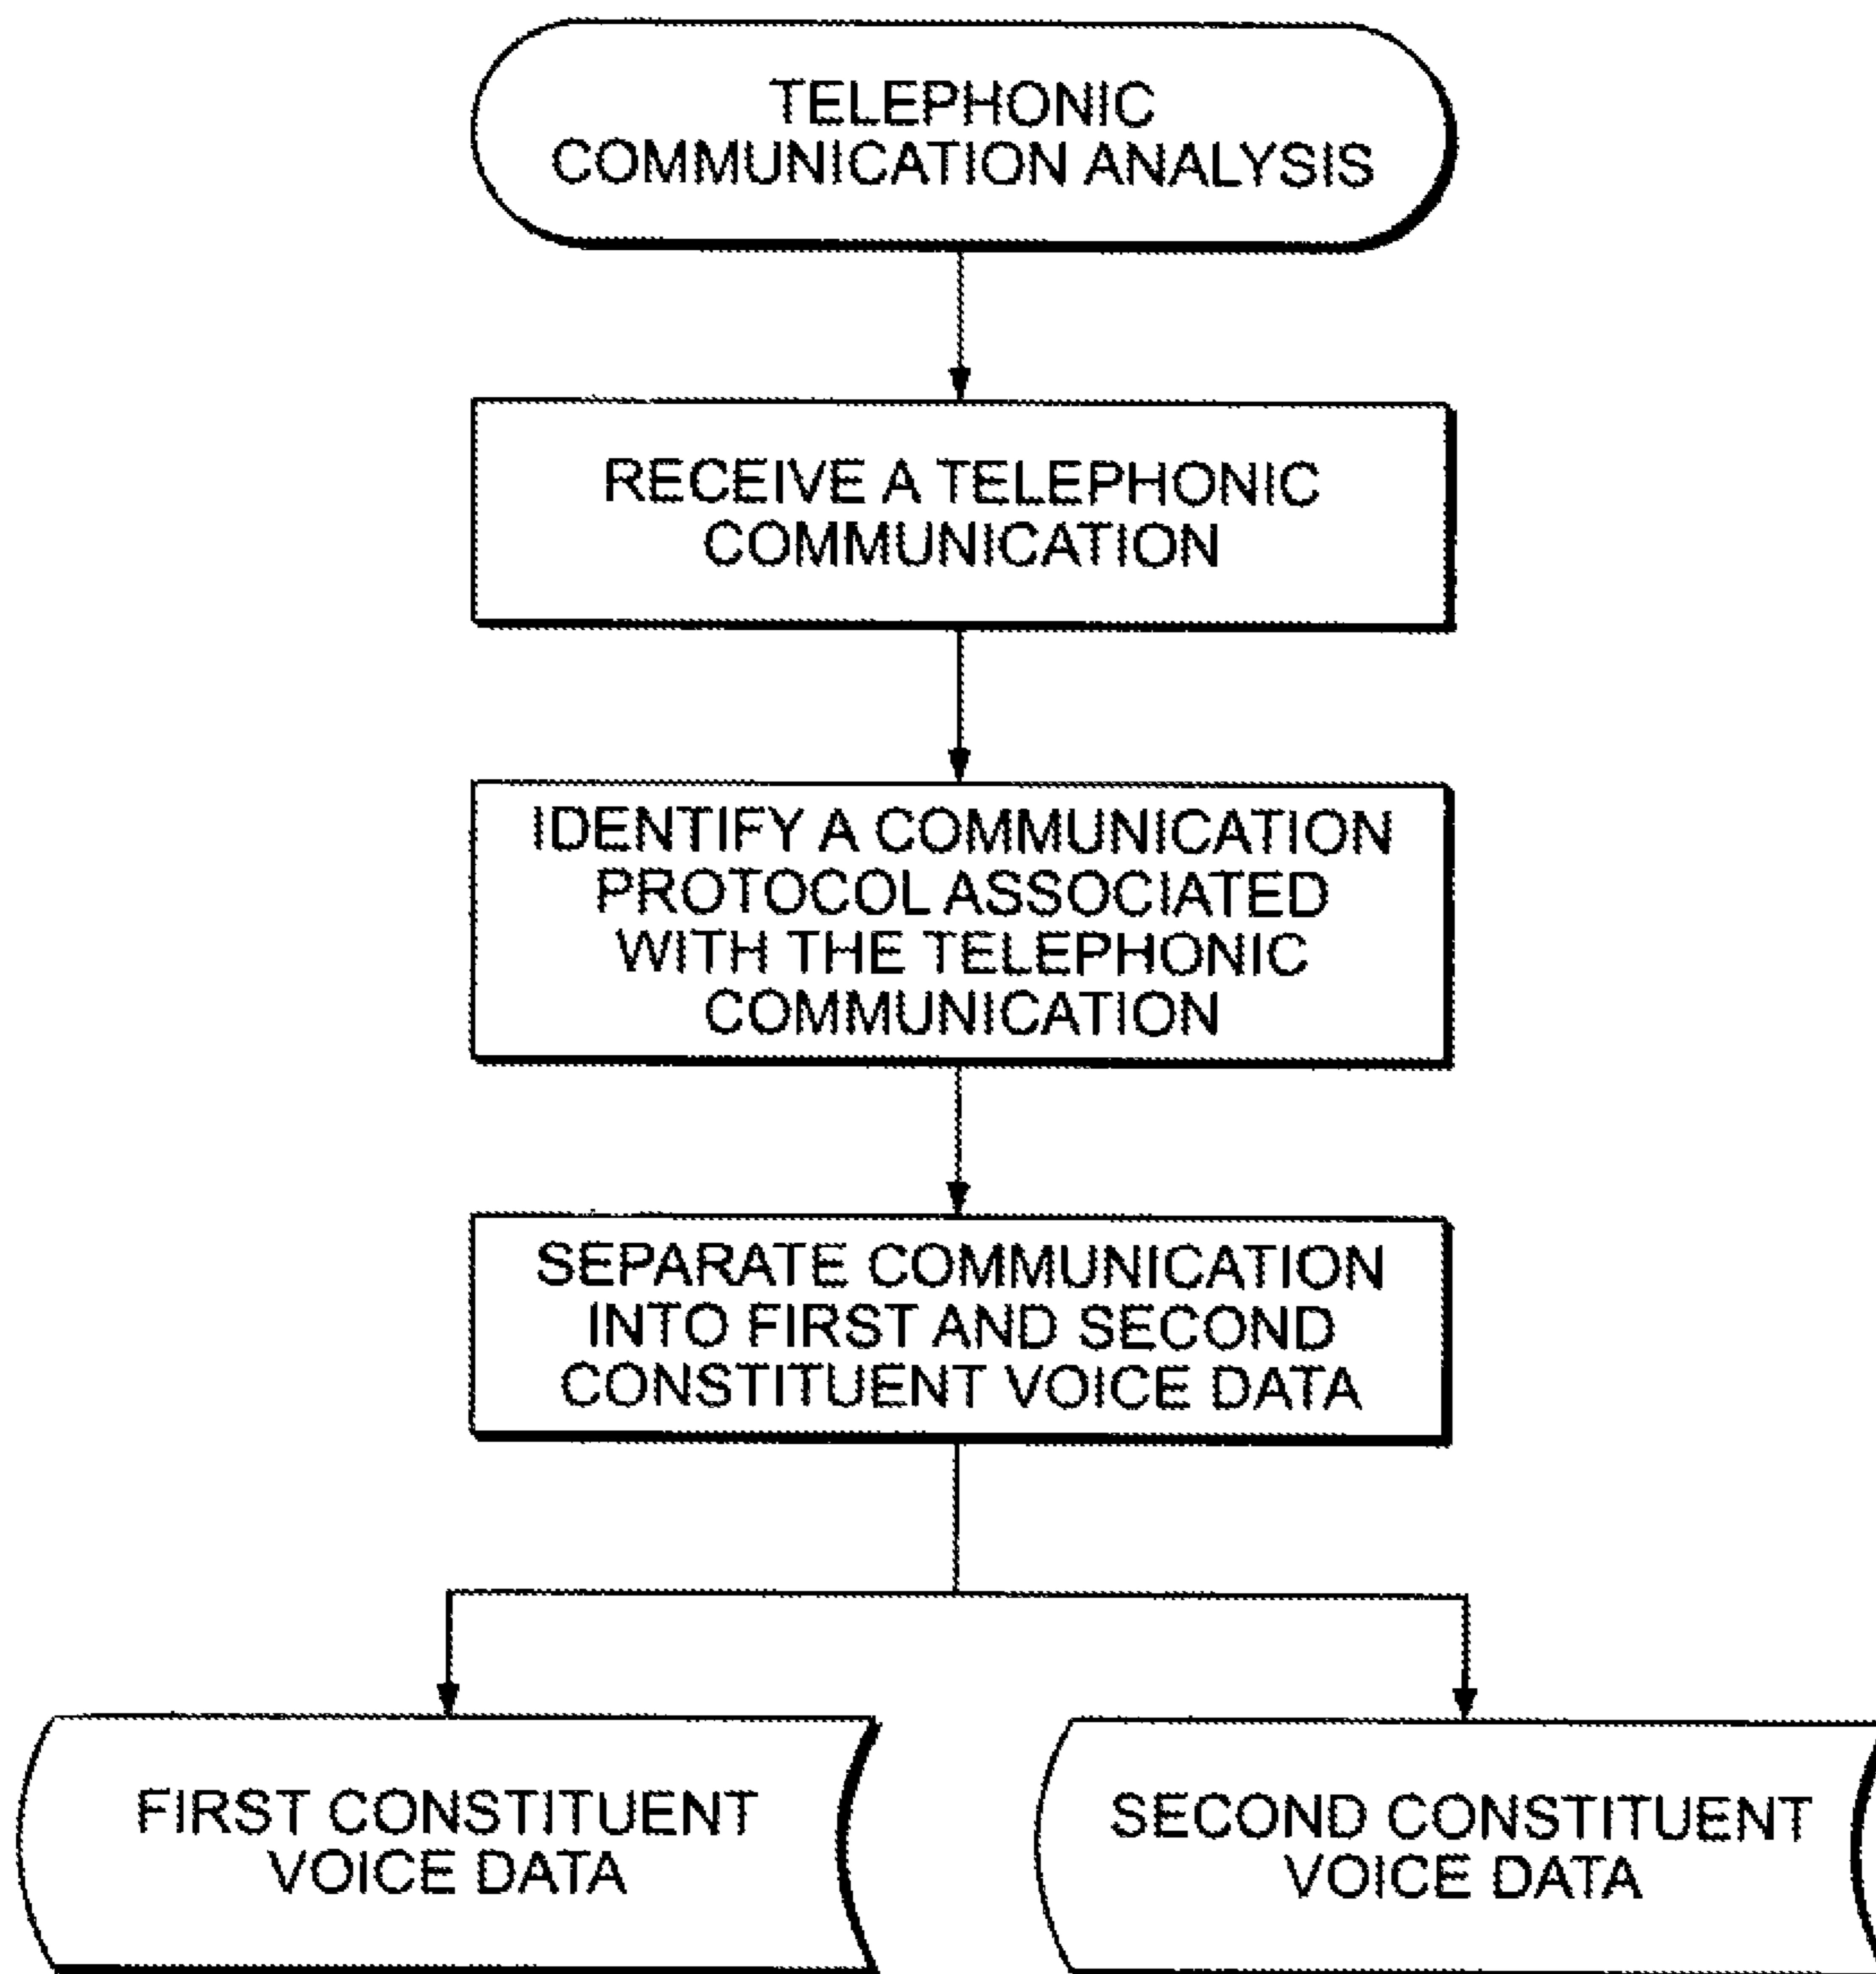 TELEPHONIC
COMMUNICATION ANALYSIS
RECEIVE A TELEPHONIC
COMMUNICATION
IDENTIFY A COMMUNICATION
PROTOCOL ASSOCIATED
WITH THE TELEPHONIC
COMMUNICATION
SEPARATE COMMUNICATION
INTO FIRST AND SECOND
CONSTITUENT VOICE DATA
FIRST CONSTITUENT
VOICE DATA
SECOND CONSTITUENT
VOICE DATA